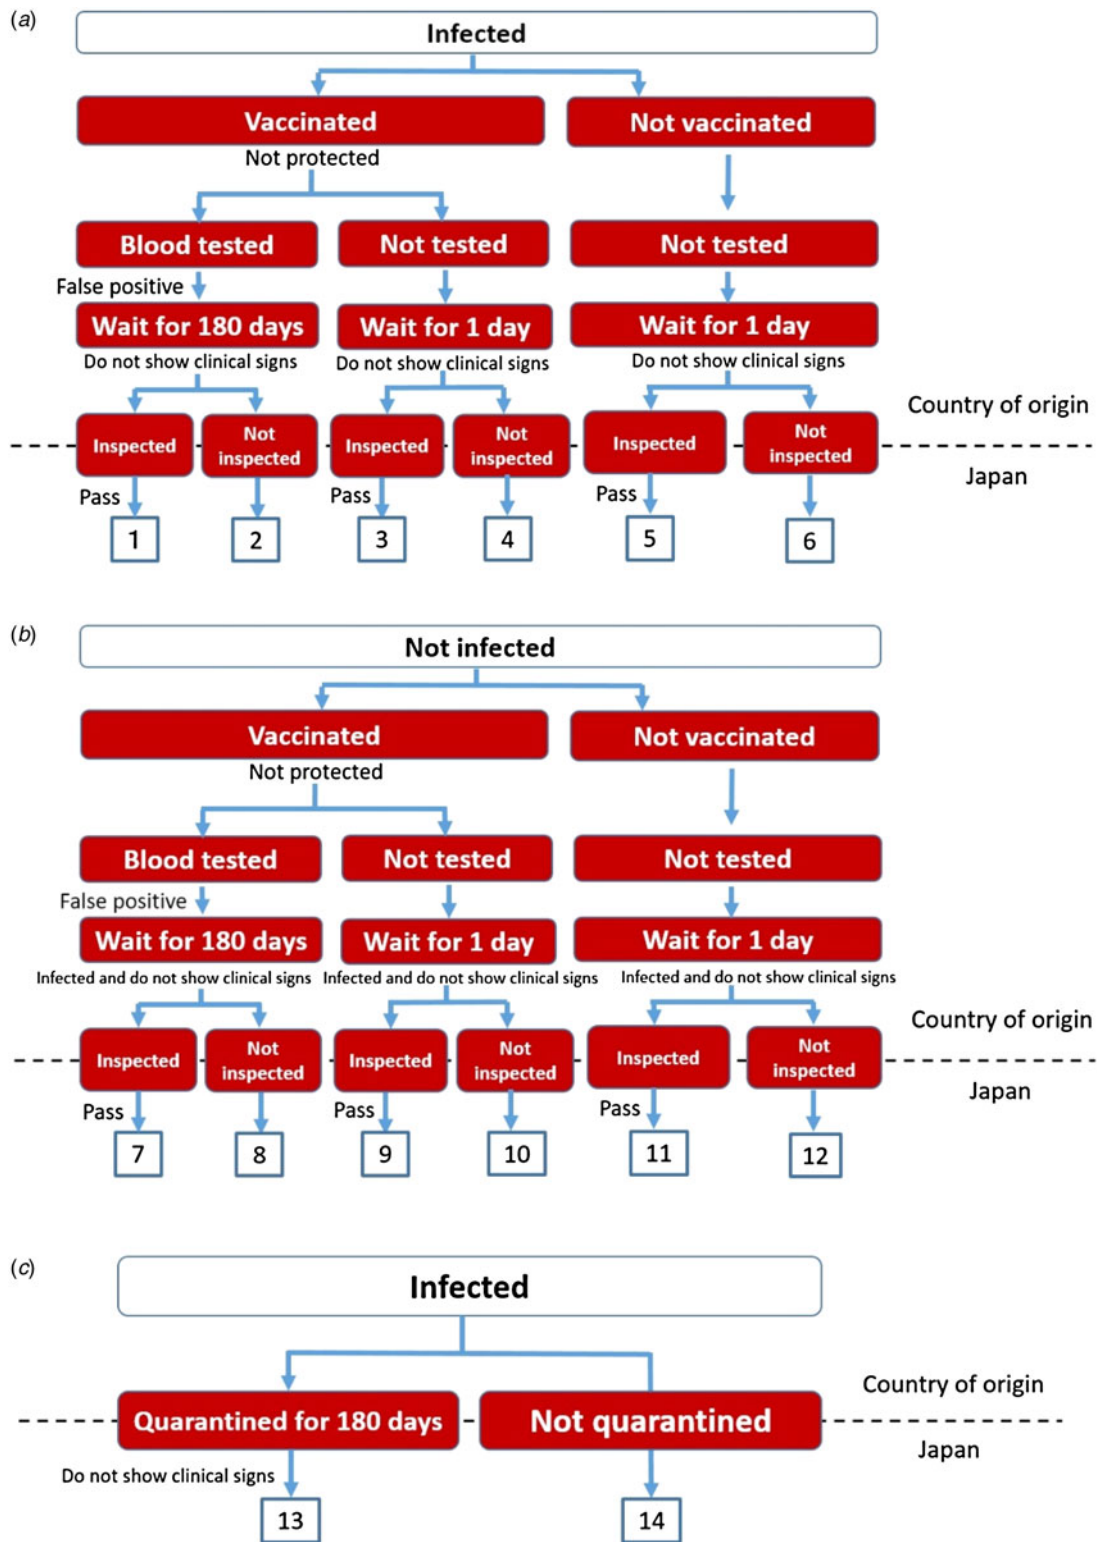 (a)
Infected
Vaccinated
Not vaccinated
Not protected
Blood tested
Not tested
Not tested
False positive
Wait for 180 days
Wait for 1 day
Wait for 1 day
Do not show clinical signs
Do not show clinical signs
Do not show clinical signs
Country of origin
Inspected
Not
inspected
Inspected
Not
inspected
Inspected
Not
inspected
Japan
Pass
Pass
Pass
1
2
3
4
5
6
(b)
Not infected
Vaccinated
Not vaccinated
Not protected
Blood tested
Not tested
Not tested
False positive
Wait for 180 days
Wait for 1 day
Wait for 1 day
Infected and do not show clinical signs
Infected and do not show clinical signs
Infected and do not show clinical signs
Country of origin
Inspected
Not
inspected
Inspected
Not
inspected
Inspected
Not
inspected
Japan
Pass
Pass
Pass
7
8
9
10
11
12
(c)
Infected
Country of origin
Quarantined for 180 days
Not quarantined
Japan
Do not show clinical signs
13
14